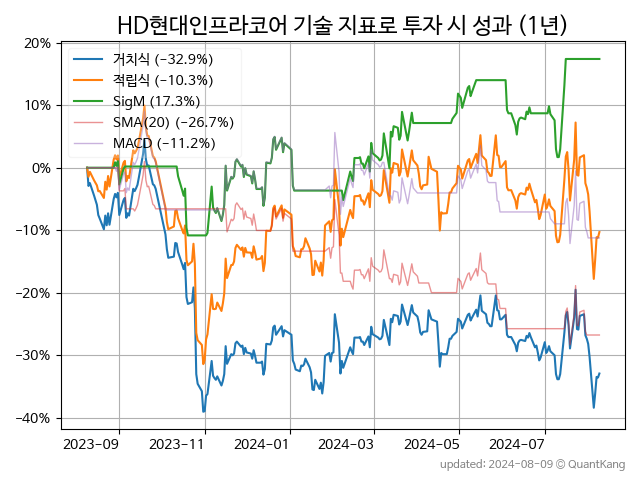 HD현대인프라코어 기술 지표로 투자 시 성과 (1년)
20%
10%
0%
−10%
−20%
−30%
−40%
거치식 (−32.9%)
적립식 (−10.3%)
SigM (17.3%)
SMA(20) (−26.7%)
MACD (−11.2%)
2023-09 2023-11 2024-01 2024-03 2024-05 2024-07
updated: 2024-08-09 © QuantKang